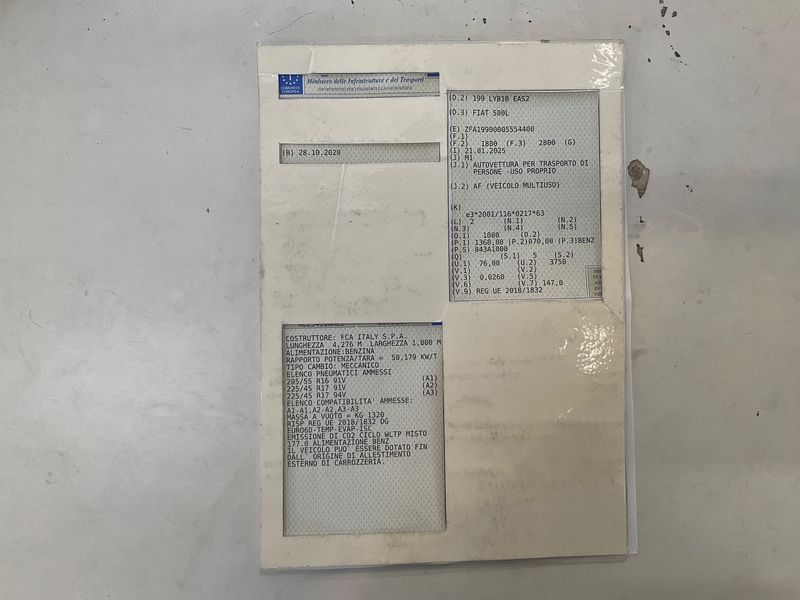 COMUNITÀ
EUROPEA
Ministero delle Infrastrutture e dei Trasporti
(B) 28.10.2020
(D.2) 199 LYB1B EAS2
(D.3) FIAT 500L
(E) ZFA19900005554400
(F.1)
(F.2) 1800 (F.3) 2800 (G)
(I) 21.01.2025
(J) M1
(J.1) AUTOVETTURA PER TRASPORTO DI
PERSONE -USO PROPRIO
(J.2) AF (VEICOLO MULTIUSO)
(K)
e3*2001/116*0217*63
(L) 2 (N.1) (N.2)
(N.3) (N.4) (N.5)
(O.1) 1000 (O.2)
(P.1) 1368,00 (P.2)070,00 (P.3)BENZ
(P.5) 843A1000
(Q) (S.1) 5 (S.2)
(U.1) 76,00 (U.2) 3750
(V.1) (V.2)
(V.3) 0,0260 (V.5)
(V.6) (V.7) 147,0
(V.9) REG UE 2018/1832
COSTRUTTORE: FCA ITALY S.P.A.
LUNGHEZZA 4,276 M LARGHEZZA 1,800 M
ALIMENTAZIONE:BENZINA
RAPPORTO POTENZA/TARA = 50,179 KW/T
TIPO CAMBIO: MECCANICO
ELENCO PNEUMATICI AMMESSI
205/55 R16 91V (A1)
225/45 R17 91V (A2)
225/45 R17 94V (A3)
ELENCO COMPATIBILITA' AMMESSE:
A1-A1,A2-A2,A3-A3
MASSA A VUOTO = KG 1320
RISP REG UE 2018/1832 DG
EURO6D-TEMP-EVAP-ISC
EMISSIONE DI CO2 CICLO WLTP MISTO
177,0 ALIMENTAZIONE BENZ
IL VEICOLO PUO' ESSERE DOTATO FIN
DALL' ORIGINE DI ALLESTIMENTO
ESTERNO DI CARROZZERIA.